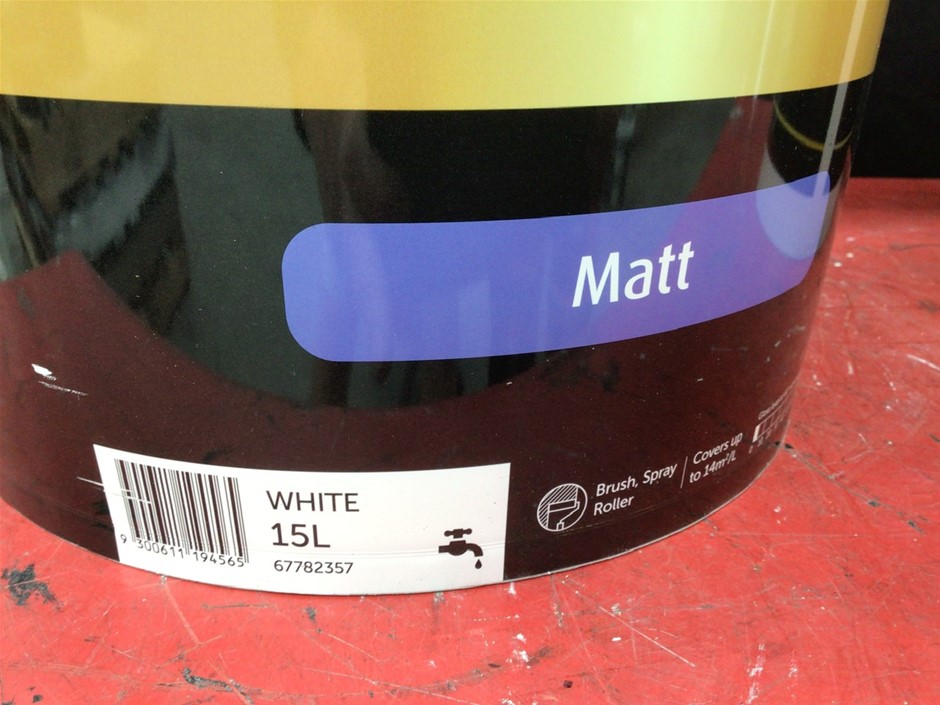 Matt
WHITE
15L
67782357
9 300611 194565
Brush, Spray
Roller
Covers up
to 14m²/L